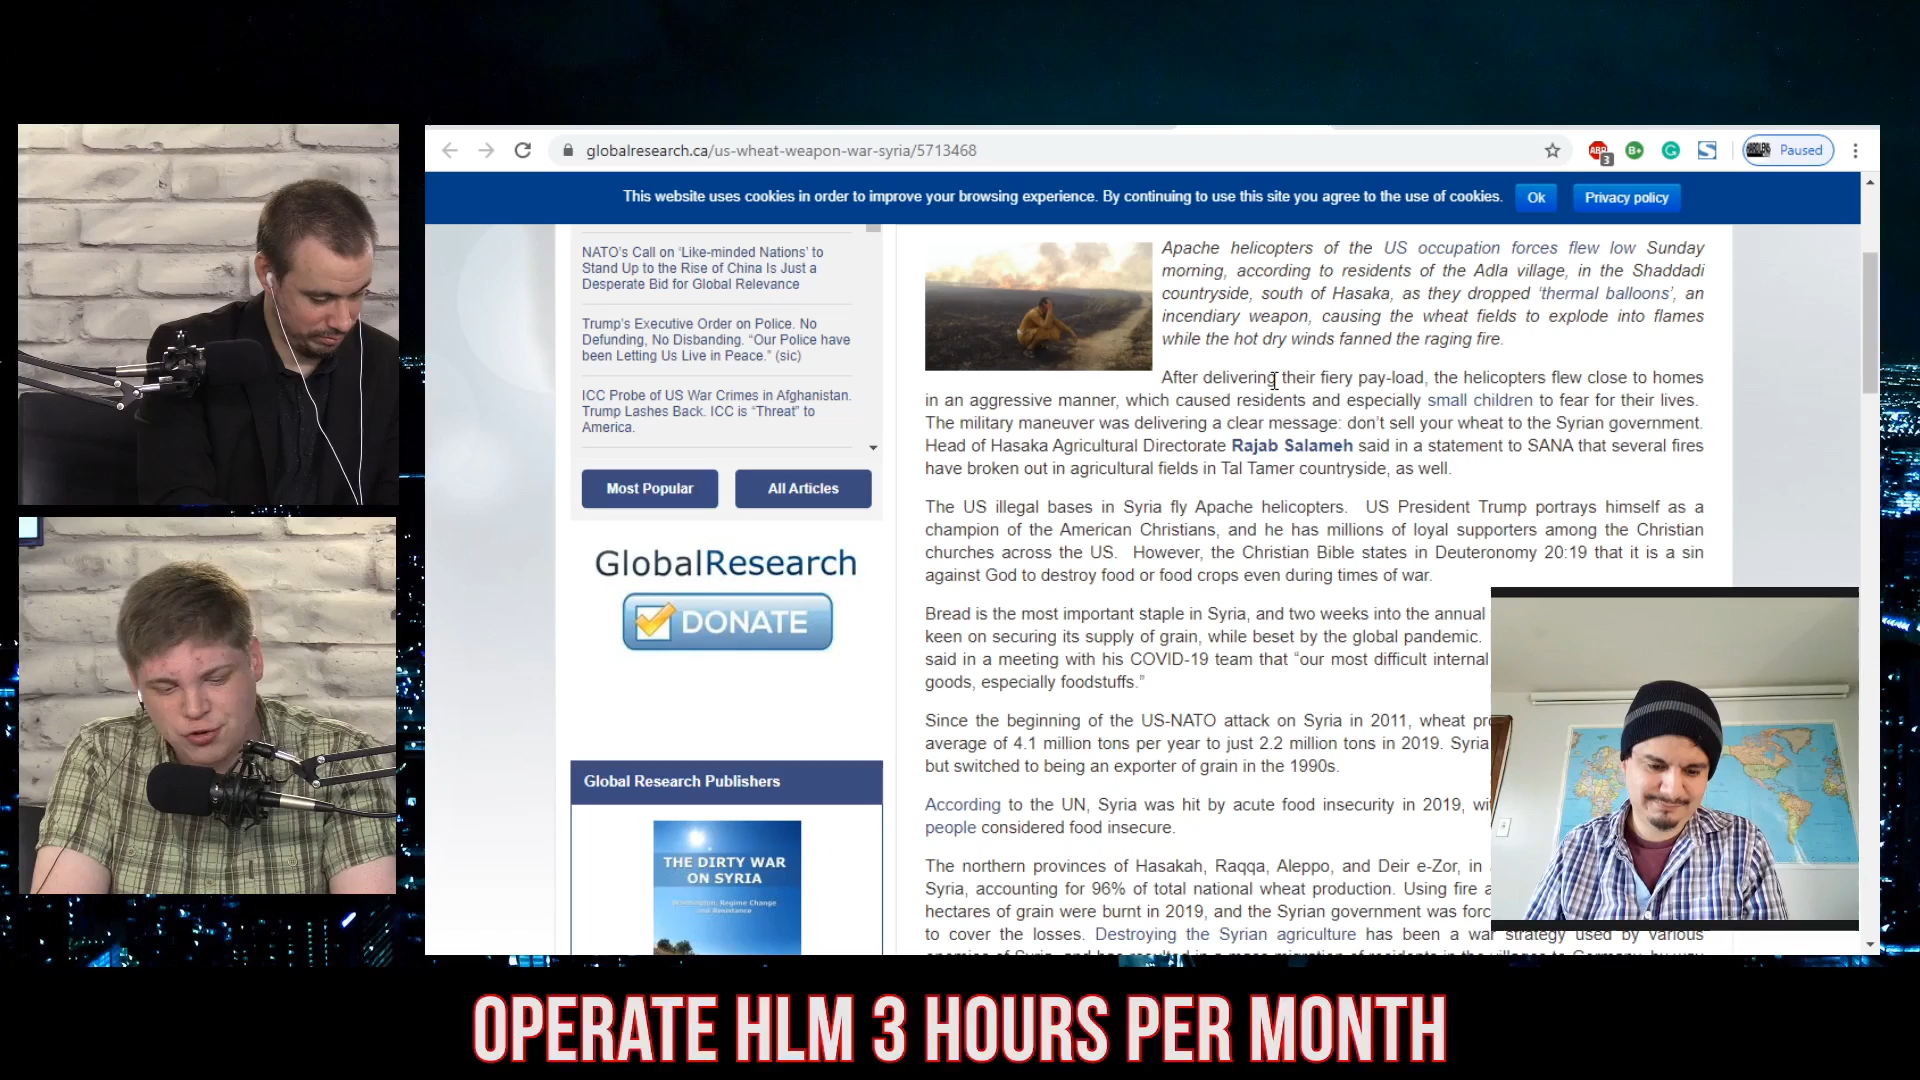 globalresearch.ca/us-wheat-weapon-war-syria/5713468
ABP
3
B+
G
S
Paused
This website uses cookies in order to improve your browsing experience. By continuing to use this site you agree to the use of cookies.
Ok
Privacy policy
NATO’s Call on ‘Like-minded Nations’ to
Stand Up to the Rise of China Is Just a
Desperate Bid for Global Relevance
Trump’s Executive Order on Police. No
Defunding, No Disbanding. “Our Police have
been Letting Us Live in Peace.” (sic)
ICC Probe of US War Crimes in Afghanistan.
Trump Lashes Back. ICC is “Threat” to
America.
Most Popular
All Articles
GlobalResearch
DONATE
Global Research Publishers
THE DIRTY WAR
ON SYRIA
Washington, Regime Change
and Resistance
Apache helicopters of the US occupation forces flew low Sunday
morning, according to residents of the Adla village, in the Shaddadi
countryside, south of Hasaka, as they dropped ‘thermal balloons’, an
incendiary weapon, causing the wheat fields to explode into flames
while the hot dry winds fanned the raging fire.
After delivering their fiery pay-load, the helicopters flew close to homes
in an aggressive manner, which caused residents and especially small children to fear for their lives.
The military maneuver was delivering a clear message: don’t sell your wheat to the Syrian government.
Head of Hasaka Agricultural Directorate Rajab Salameh said in a statement to SANA that several fires
have broken out in agricultural fields in Tal Tamer countryside, as well.
The US illegal bases in Syria fly Apache helicopters. US President Trump portrays himself as a
champion of the American Christians, and he has millions of loyal supporters among the Christian
churches across the US. However, the Christian Bible states in Deuteronomy 20:19 that it is a sin
against God to destroy food or food crops even during times of war.
Bread is the most important staple in Syria, and two weeks into the annual
keen on securing its supply of grain, while beset by the global pandemic.
said in a meeting with his COVID-19 team that “our most difficult internal
goods, especially foodstuffs.”
Since the beginning of the US-NATO attack on Syria in 2011, wheat pro
average of 4.1 million tons per year to just 2.2 million tons in 2019. Syria
but switched to being an exporter of grain in the 1990s.
According to the UN, Syria was hit by acute food insecurity in 2019, wi
people considered food insecure.
The northern provinces of Hasakah, Raqqa, Aleppo, and Deir e-Zor, in
Syria, accounting for 96% of total national wheat production. Using fire a
hectares of grain were burnt in 2019, and the Syrian government was forc
to cover the losses. Destroying the Syrian agriculture has been a war strategy used by various
OPERATE HLM 3 HOURS PER MONTH